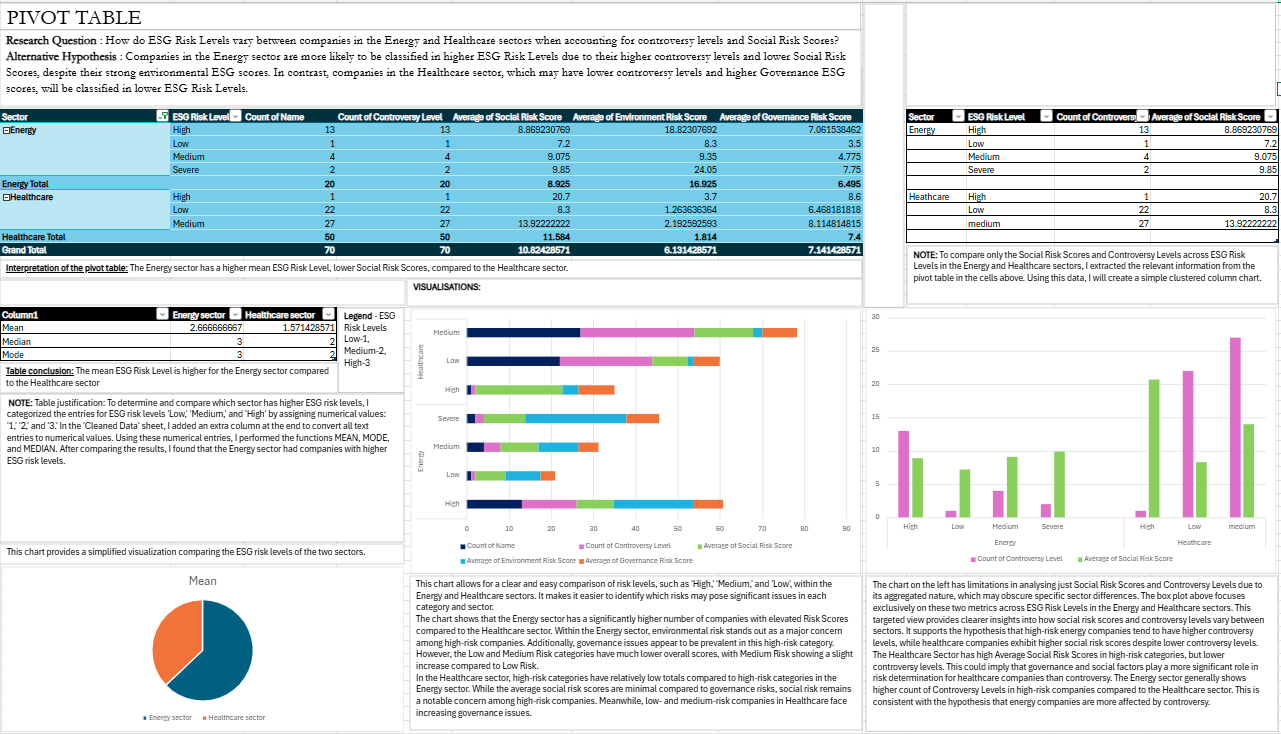 PIVOT TABLE
Research Question : How do ESG Risk Levels vary between companies in the Energy and Healthcare sectors when accounting for controversy levels and Social Risk Scores?
Alternative Hypothesis : Companies in the Energy sector are more likely to be classified in higher ESG Risk Levels due to their higher controversy levels and lower Social Risk
Scores, despite their strong environmental ESG scores. In contrast, companies in the Healthcare sector, which may have lower controversy levels and higher Governance ESG
scores, will be classified in lower ESG Risk Levels.
Sector ESG Risk Level Count of Name Count of Controversy Level Average of Social Risk Score Average of Environment Risk Score Average of Governance Risk Score
Energy High 13 13 8.869230769 18.82307692 7.061538462
Low 1 1 7.2 8.3 3.5
Medium 4 4 9.075 9.35 4.775
Severe 2 2 9.85 24.05 7.75
Energy Total 20 20 8.925 16.925 6.495
Healthcare High 1 1 20.7 3.7 8.6
Low 22 22 8.3 1.263636364 6.468181818
Medium 27 27 13.92222222 2.192592593 8.114814815
Healthcare Total 50 50 11.584 1.814 7.4
Grand Total 70 70 10.82428571 6.131428571 7.141428571
Interpretation of the pivot table: The Energy sector has a higher mean ESG Risk Level, lower Social Risk Scores, compared to the Healthcare sector.
Sector ESG Risk Level Count of Controversy Average of Social Risk Score
Energy High 13 8.869230769
Low 1 7.2
Medium 4 9.075
Severe 2 9.85
Heathcare High 1 20.7
Low 22 8.3
medium 27 13.92222222
NOTE: To compare only the Social Risk Scores and Controversy Levels across ESG Risk
Levels in the Energy and Healthcare sectors, I extracted the relevant information from the
pivot table in the cells above. Using this data, I will create a simple clustered column chart.
VISUALISATIONS:
Column1 Energy sector Healthcare sector
Mean 2.666666667 1.571428571
Median 3 2
Mode 3 2
Legend - ESG
Risk Levels
Low-1,
Medium-2,
High-3
Table conclusion: The mean ESG Risk Level is higher for the Energy sector compared
to the Healthcare sector
NOTE: Table justification: To determine and compare which sector has higher ESG risk levels, I
categorized the entries for ESG risk levels 'Low,' 'Medium,' and 'High' by assigning numerical values:
'1,' '2,' and '3.' In the 'Cleaned Data' sheet, I added an extra column at the end to convert all text
entries to numerical values. Using these numerical entries, I performed the functions MEAN, MODE,
and MEDIAN. After comparing the results, I found that the Energy sector had companies with higher
ESG risk levels.
This chart provides a simplified visualization comparing the ESG risk levels of the two sectors.
Mean
Energy sector Healthcare sector
Healthcare
Medium
Low
High
Energy
Severe
Medium
Low
High
0 10 20 30 40 50 60 70 80 90
Count of Name Count of Controversy Level Average of Social Risk Score
Average of Environment Risk Score Average of Governance Risk Score
This chart allows for a clear and easy comparison of risk levels, such as 'High,' 'Medium,' and 'Low', within the
Energy and Healthcare sectors. It makes it easier to identify which risks may pose significant issues in each
category and sector.
The chart shows that the Energy sector has a significantly higher number of companies with elevated Risk Scores
compared to the Healthcare sector. Within the Energy sector, environmental risk stands out as a major concern
among high-risk companies. Additionally, governance issues appear to be prevalent in this high-risk category.
However, the Low and Medium Risk categories have much lower overall scores, with Medium Risk showing a slight
increase compared to Low Risk.
In the Healthcare sector, high-risk categories have relatively low totals compared to high-risk categories in the
Energy sector. While the average social risk scores are minimal compared to governance risks, social risk remains
a notable concern among high-risk companies. Meanwhile, low- and medium-risk companies in Healthcare face
increasing governance issues.
30
25
20
15
10
5
0
High Low Medium Severe High Low medium
Energy Heathcare
Count of Controversy Level Average of Social Risk Score
The chart on the left has limitations in analysing just Social Risk Scores and Controversy Levels due to
its aggregated nature, which may obscure specific sector differences. The box plot above focuses
exclusively on these two metrics across ESG Risk Levels in the Energy and Healthcare sectors. This
targeted view provides clearer insights into how social risk scores and controversy levels vary between
sectors. It supports the hypothesis that high-risk energy companies tend to have higher controversy
levels, while healthcare companies exhibit higher social risk scores despite lower controversy levels.
The Healthcare Sector has high Average Social Risk Scores in high-risk categories, but lower
controversy levels. This could imply that governance and social factors play a more significant role in
risk determination for healthcare companies than controversy. The Energy sector generally shows
higher count of Controversy Levels in high-risk companies compared to the Healthcare sector. This is
consistent with the hypothesis that energy companies are more affected by controversy.